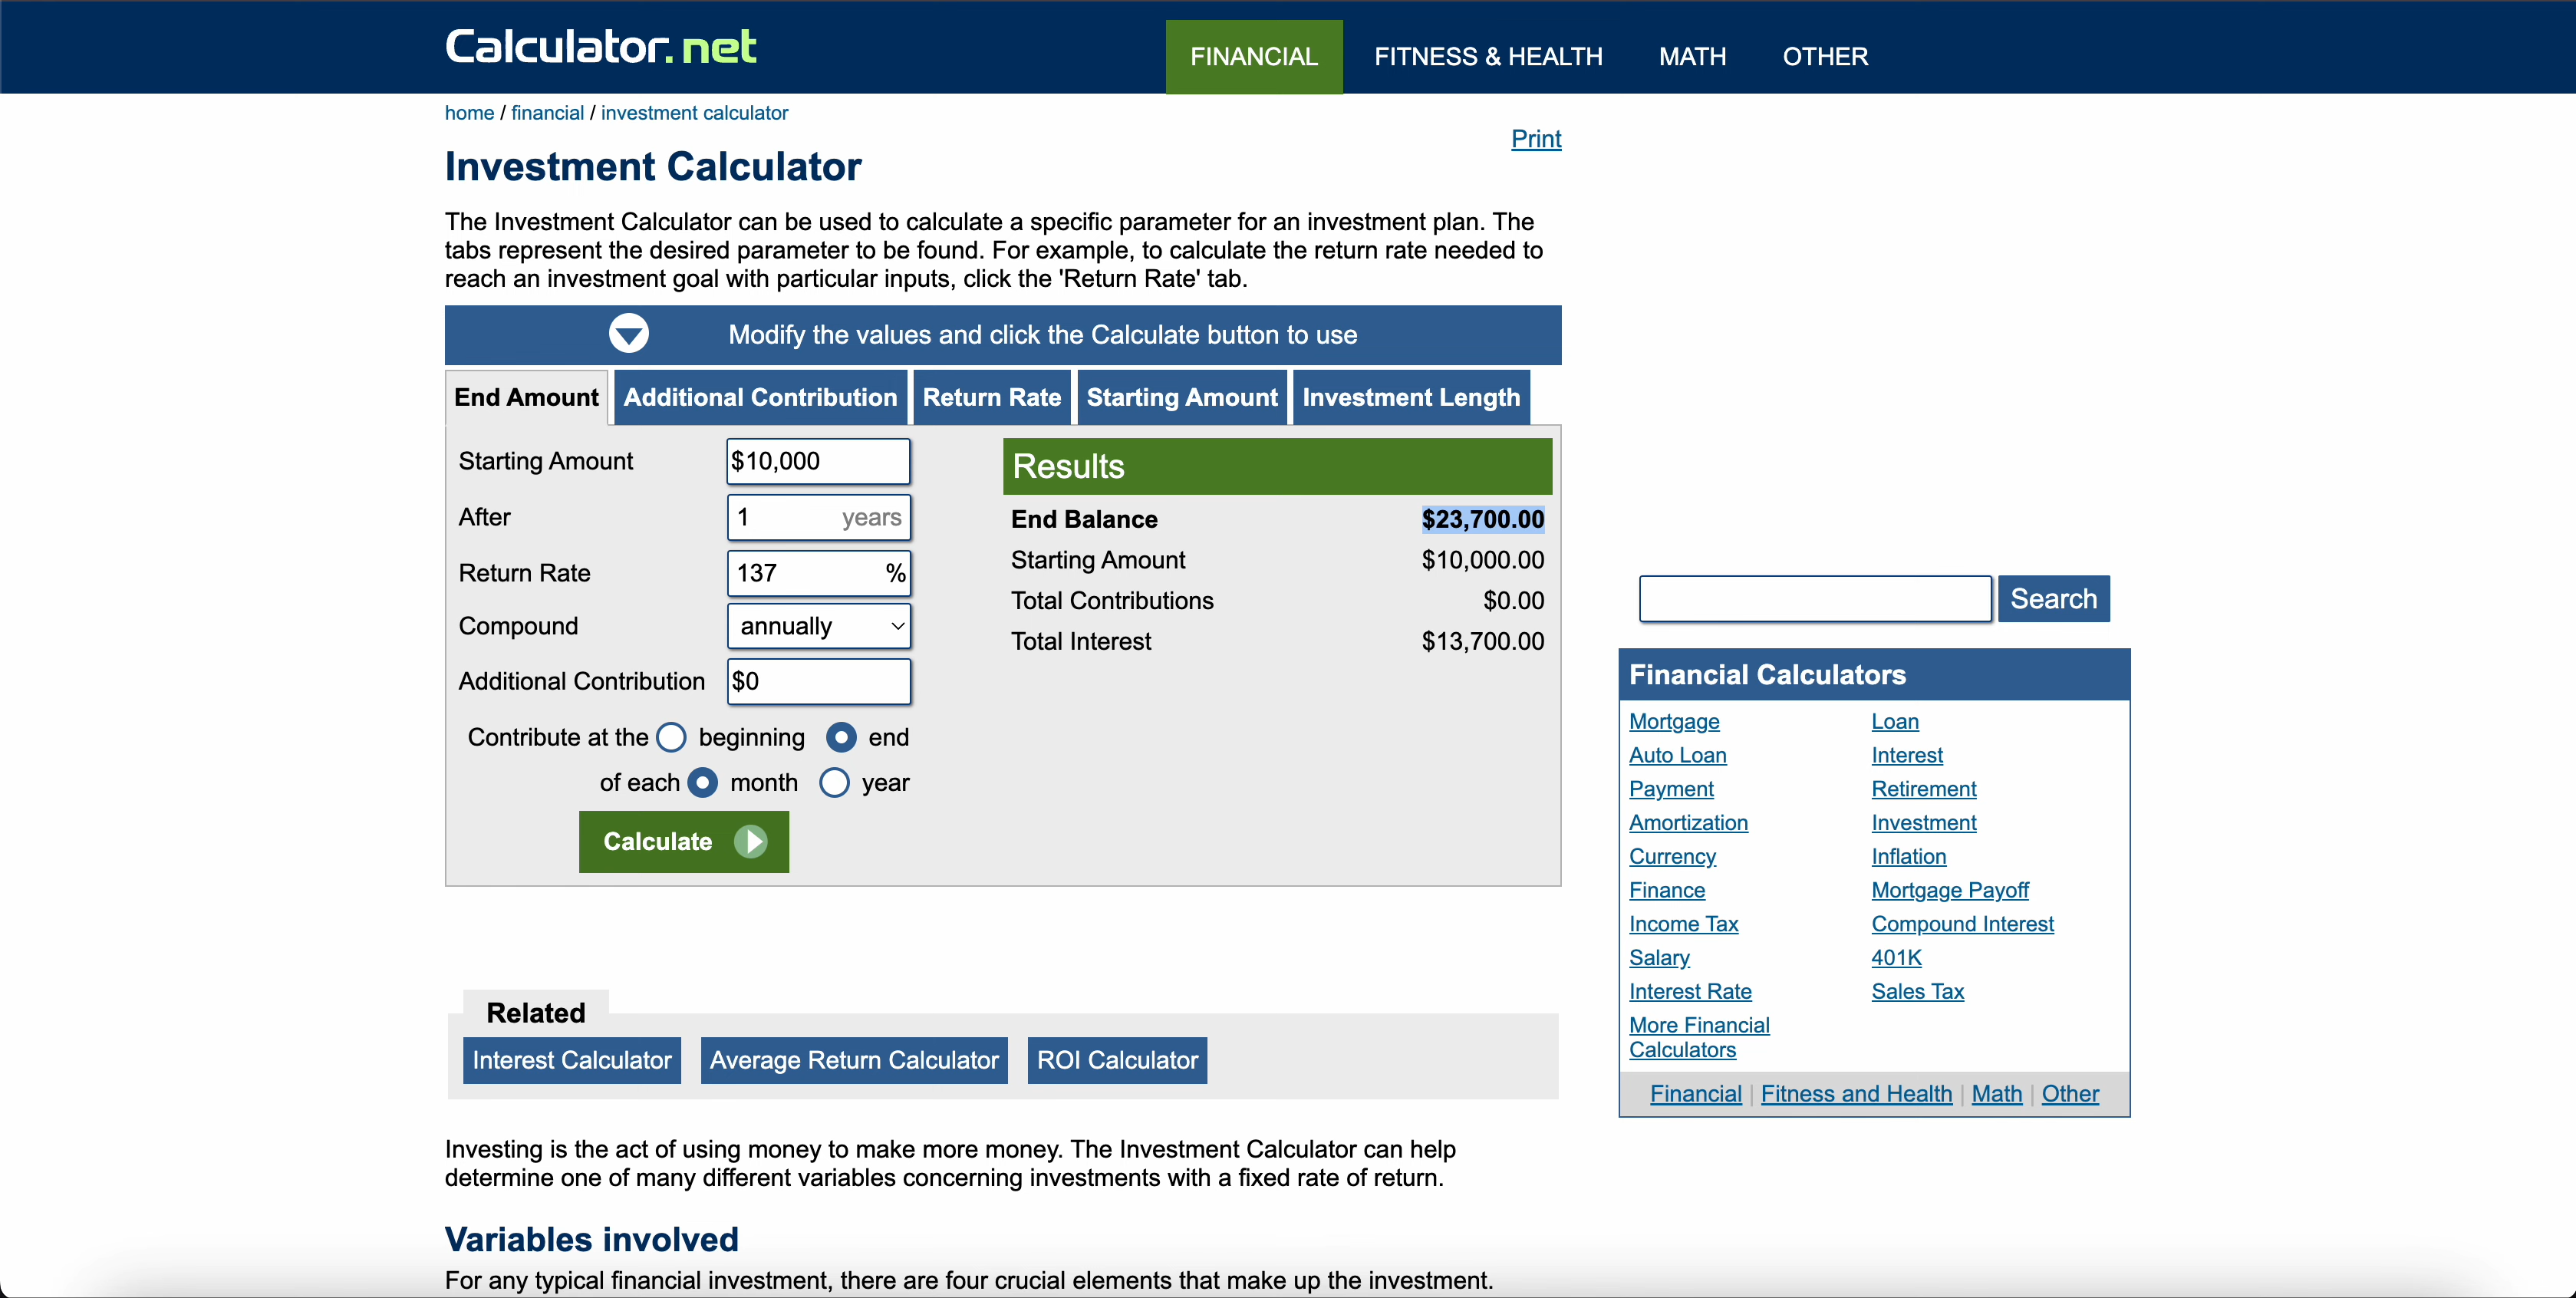 Calculator.net
FINANCIAL
FITNESS & HEALTH
MATH
OTHER
home / financial / investment calculator
Print
Investment Calculator
The Investment Calculator can be used to calculate a specific parameter for an investment plan. The
tabs represent the desired parameter to be found. For example, to calculate the return rate needed to
reach an investment goal with particular inputs, click the 'Return Rate' tab.
Modify the values and click the Calculate button to use
End Amount
Additional Contribution
Return Rate
Starting Amount
Investment Length
Starting Amount $10,000
After 1 years
Return Rate 137 %
Compound annually
Additional Contribution $0
Contribute at the beginning end
of each month year
Calculate
Results
End Balance $23,700.00
Starting Amount $10,000.00
Total Contributions $0.00
Total Interest $13,700.00
Related
Interest Calculator
Average Return Calculator
ROI Calculator
Investing is the act of using money to make more money. The Investment Calculator can help
determine one of many different variables concerning investments with a fixed rate of return.
Variables involved
For any typical financial investment, there are four crucial elements that make up the investment.
Search
Financial Calculators
Mortgage Loan
Auto Loan Interest
Payment Retirement
Amortization Investment
Currency Inflation
Finance Mortgage Payoff
Income Tax Compound Interest
Salary 401K
Interest Rate Sales Tax
More Financial
Calculators
Financial | Fitness and Health | Math | Other